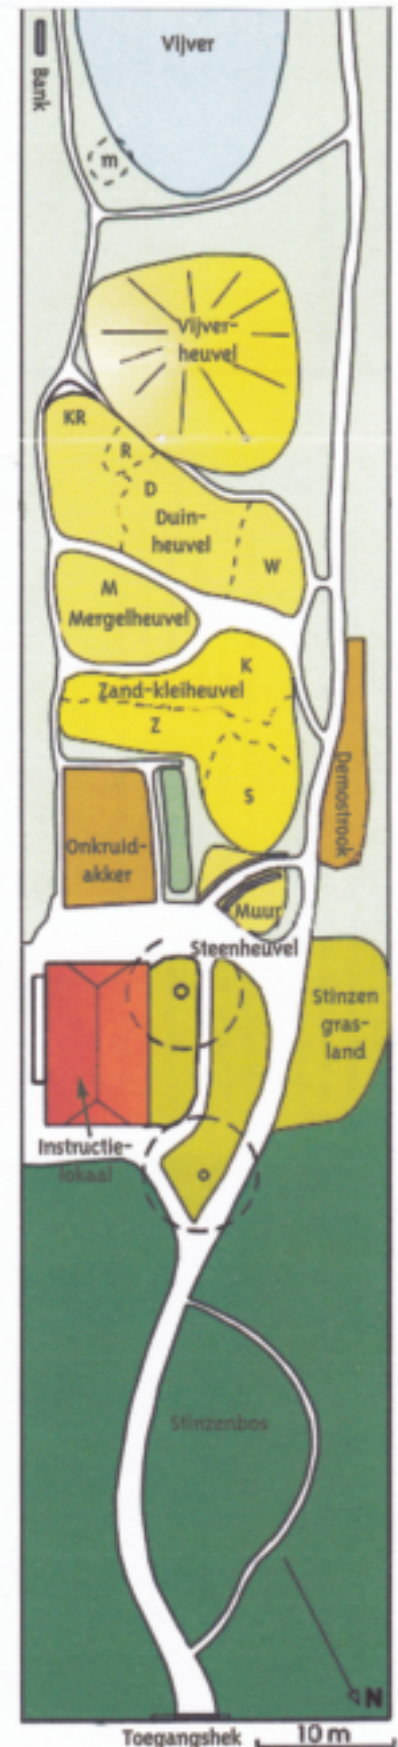 Vijver
Bank
m
Vijver-
heuvel
KR
R
D
Duin-
heuvel
W
M
Mergelheuvel
K
Zand-kleiheuvel
Z
S
Demostrook
Onkruid-
akker
Muur
Steenheuvel
Stinzen
gras-
land
Instructie-
lokaal
Stinzenbos
N
Toegangshek
10 m